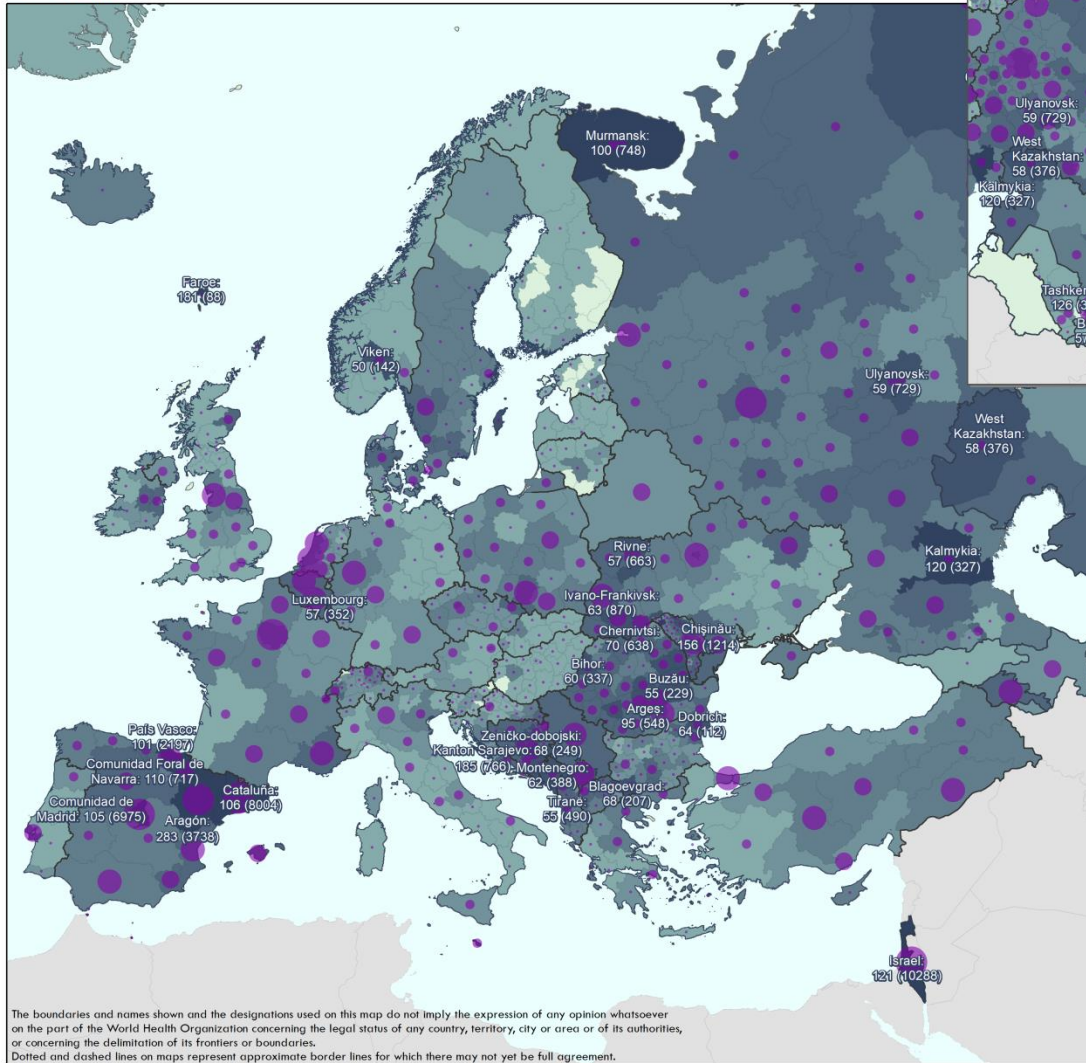 Ulyanovsk:
59 (729)
West
Kazakhstan:
58 (376)
Kalmykia:
120 (327)
126
Murmansk:
100 (748)
Faroe:
181 (88)
Viken:
50 (142)
Ulyanovsk:
59 (729)
West
Kazakhstan:
58 (376)
Kalmykia:
120 (327)
Rivne:
57 (663)
Luxembourg:
57 (352)
Ivano-Frankivsk:
63 (870)
Chernivtsi:
70 (638)
Chişinău:
156 (1214)
Bihor:
60 (337)
Buzău:
55 (229)
Argeş:
95 (548)
Dobrich:
64 (112)
País Vasco:
101 (2197)
Comunidad Foral de
Navarra: 110 (717)
Cataluña:
106 (8004)
Comunidad de
Madrid: 105 (6975)
Aragón:
283 (3738)
Zeničko-dobojski:
68 (249)
Kanton Sarajevo:
185 (766)
Montenegro:
62 (388)
Blagoevgrad:
68 (207)
Tiranë:
55 (490)
Israel:
121 (10288)
The boundaries and names shown and the designations used on this map do not imply the expression of any opinion whatsoever
on the part of the World Health Organization concerning the legal status of any country, territory, city or area or of its authorities,
or concerning the delimitation of its frontiers or boundaries.
Dotted and dashed lines on maps represent approximate border lines for which there may not yet be full agreement.